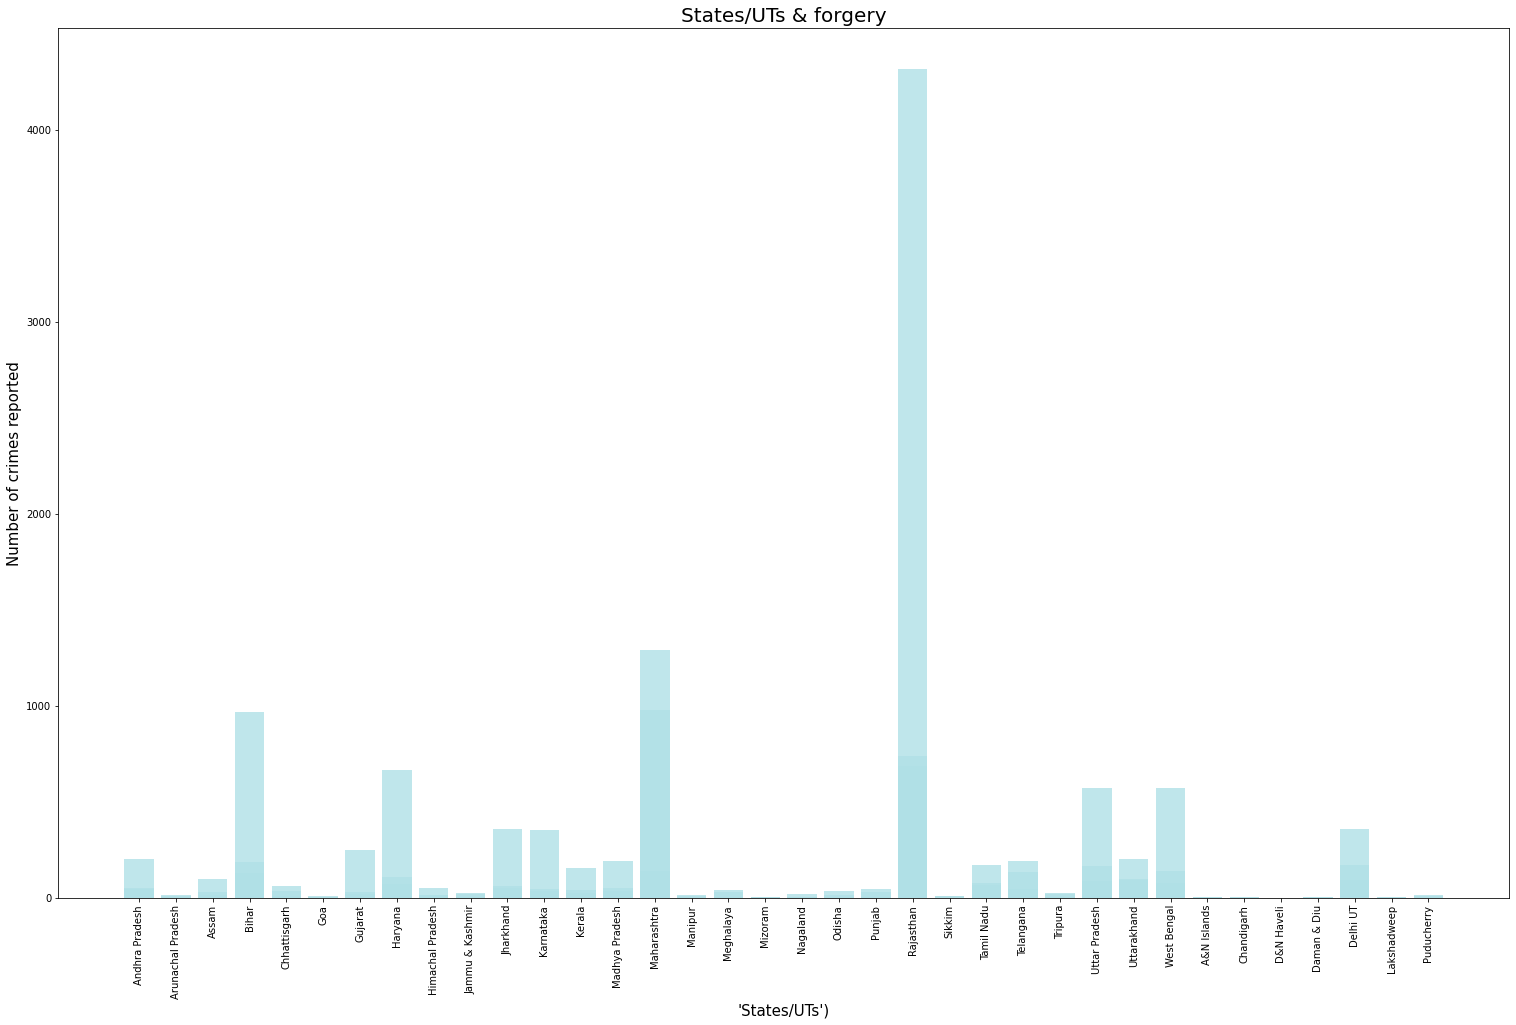 States/UTs & forgery
Number of crimes reported
4000
3000
2000
1000
0
Andhra Pradesh
Arunachal Pradesh
Assam
Bihar
Chhattisgarh
Goa
Gujarat
Haryana
Himachal Pradesh
Jammu & Kashmir
Jharkhand
Karnataka
Kerala
Madhya Pradesh
Maharashtra
Manipur
Meghalaya
Mizoram
Nagaland
Odisha
Punjab
Rajasthan
Sikkim
Tamil Nadu
Telangana
Tripura
Uttar Pradesh
Uttarakhand
West Bengal
A&N Islands
Chandigarh
D&N Haveli
Daman & Diu
Delhi UT
Lakshadweep
Puducherry
'States/UTs')